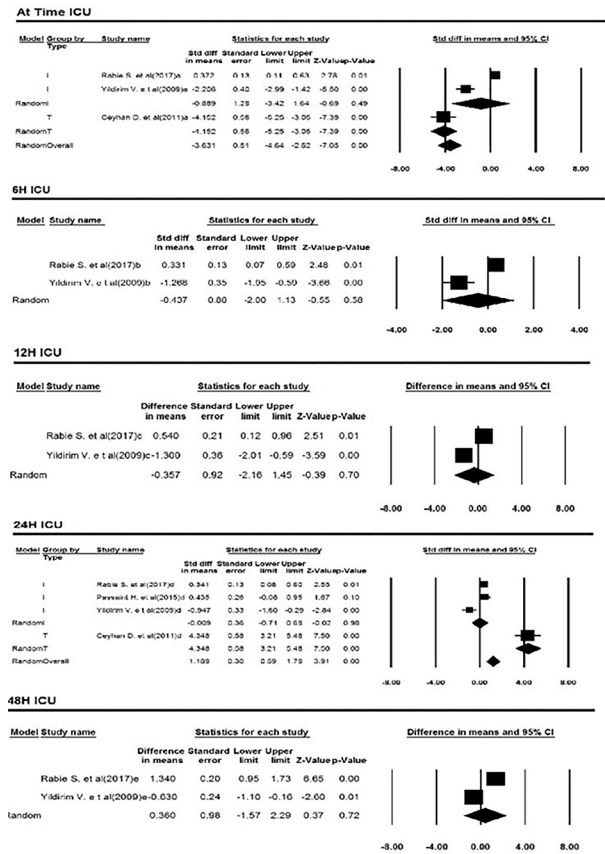 At Time ICU
Model Group by Study name Statistics for each study Std diff in means and 95% CI
Type
Std diff Standard Lower Upper
in means error limit limit Z-Value p-Value
I Rabie S. et al(2017)a 0.372 0.13 0.11 0.63 2.78 0.01
I Yildirim V. e t al(2009)a -2.206 0.40 -2.99 -1.42 -5.50 0.00
Random I -0.889 1.29 -3.42 1.64 -0.69 0.49
T Ceyhan D. et al(2011)a -4.152 0.56 -5.25 -3.05 -7.39 0.00
Random T -4.152 0.56 -5.25 -3.05 -7.39 0.00
Random Overall -3.631 0.51 -4.64 -2.62 -7.05 0.00
-8.00 -4.00 0.00 4.00 8.00
6H ICU
Model Study name Statistics for each study Std diff in means and 95% CI
Std diff Standard Lower Upper
in means error limit limit Z-Value p-Value
Rabie S. et al(2017)b 0.331 0.13 0.07 0.59 2.48 0.01
Yildirim V. e t al(2009)b -1.268 0.35 -1.95 -0.59 -3.66 0.00
Random -0.437 0.80 -2.00 1.13 -0.55 0.58
-4.00 -2.00 0.00 2.00 4.00
12H ICU
Model Study name Statistics for each study Difference in means and 95% CI
Difference Standard Lower Upper
in means error limit limit Z-Value p-Value
Rabie S. et al(2017)c 0.540 0.21 0.12 0.96 2.51 0.01
Yildirim V. e t al(2009)c -1.300 0.36 -2.01 -0.59 -3.59 0.00
Random -0.357 0.92 -2.16 1.45 -0.39 0.70
-8.00 -4.00 0.00 4.00 8.00
24H ICU
Model Group by Study name Statistics for each study Std diff in means and 95% CI
Type
Std diff Standard Lower Upper
in means error limit limit Z-Value p-Value
I Rabie S. et al(2017)d 0.341 0.13 0.08 0.60 2.55 0.01
I H. et al(2015)d 0.435 0.26 -0.08 0.95 1.67 0.10
I Yildirim V. e t al(2009)d -0.947 0.33 -1.60 -0.29 -2.84 0.00
Random I -0.009 0.36 -0.71 0.69 -0.02 0.98
T Ceyhan D. et al(2011)d 4.348 0.58 3.21 5.48 7.50 0.00
Random T 4.348 0.58 3.21 5.48 7.50 0.00
Random Overall 1.189 0.30 0.59 1.79 3.91 0.00
-8.00 -4.00 0.00 4.00 8.00
48H ICU
Model Study name Statistics for each study Difference in means and 95% CI
Difference Standard Lower Upper
in means error limit limit Z-Value p-Value
Rabie S. et al(2017)e 1.340 0.20 0.95 1.73 6.65 0.00
Yildirim V. e t al(2009)e -0.630 0.24 -1.10 -0.16 -2.60 0.01
Random 0.360 0.98 -1.57 2.29 0.37 0.72
-8.00 -4.00 0.00 4.00 8.00